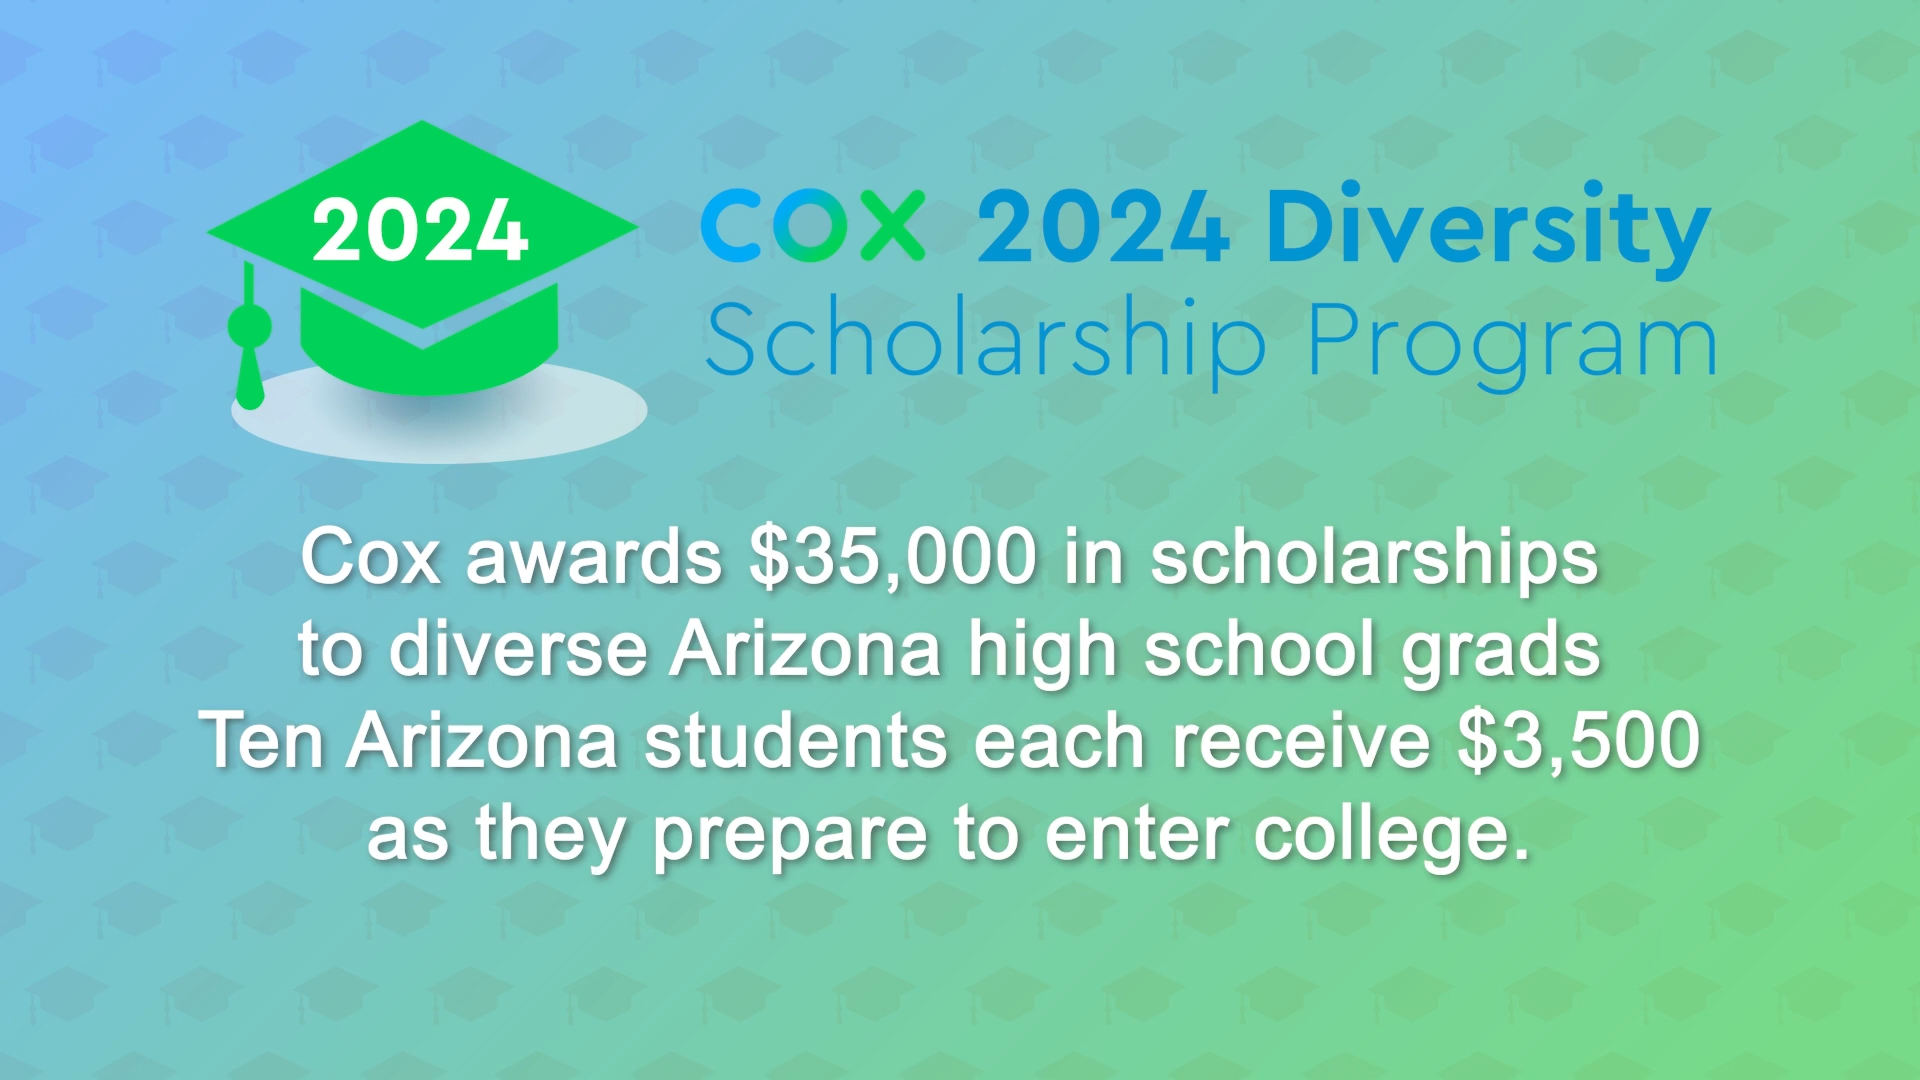 2024
COX 2024 Diversity
Scholarship Program
Cox awards $35,000 in scholarships
to diverse Arizona high school grads
Ten Arizona students each receive $3,500
as they prepare to enter college.